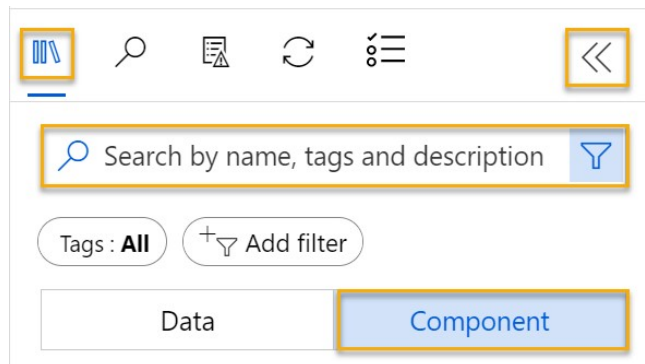 Search by name, tags and description
Tags : All
Add filter
Data
Component